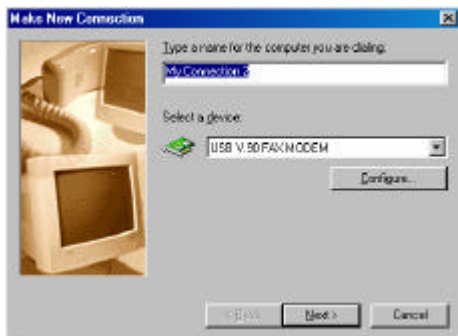 Make New Connection
Type a name for the computer you are dialing:
My Connection 2
Select a device:
USB V.90 FAX MODEM
Configure...
< Back
Next >
Cancel